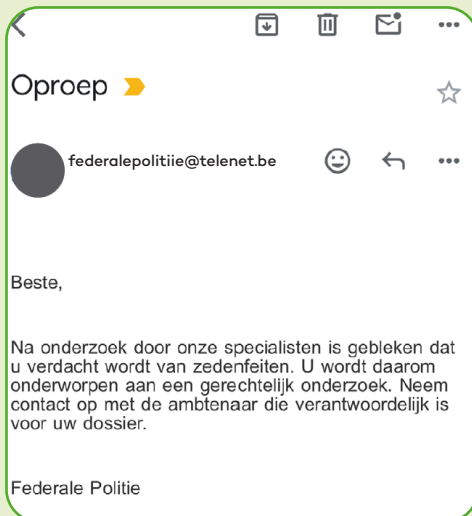 Oproep
federalepolitiie@telenet.be
Beste,
Na onderzoek door onze specialisten is gebleken dat
u verdacht wordt van zedenfeiten. U wordt daarom
onderworpen aan een gerechtelijk onderzoek. Neem
contact op met de ambtenaar die verantwoordelijk is
voor uw dossier.
Federale Politie